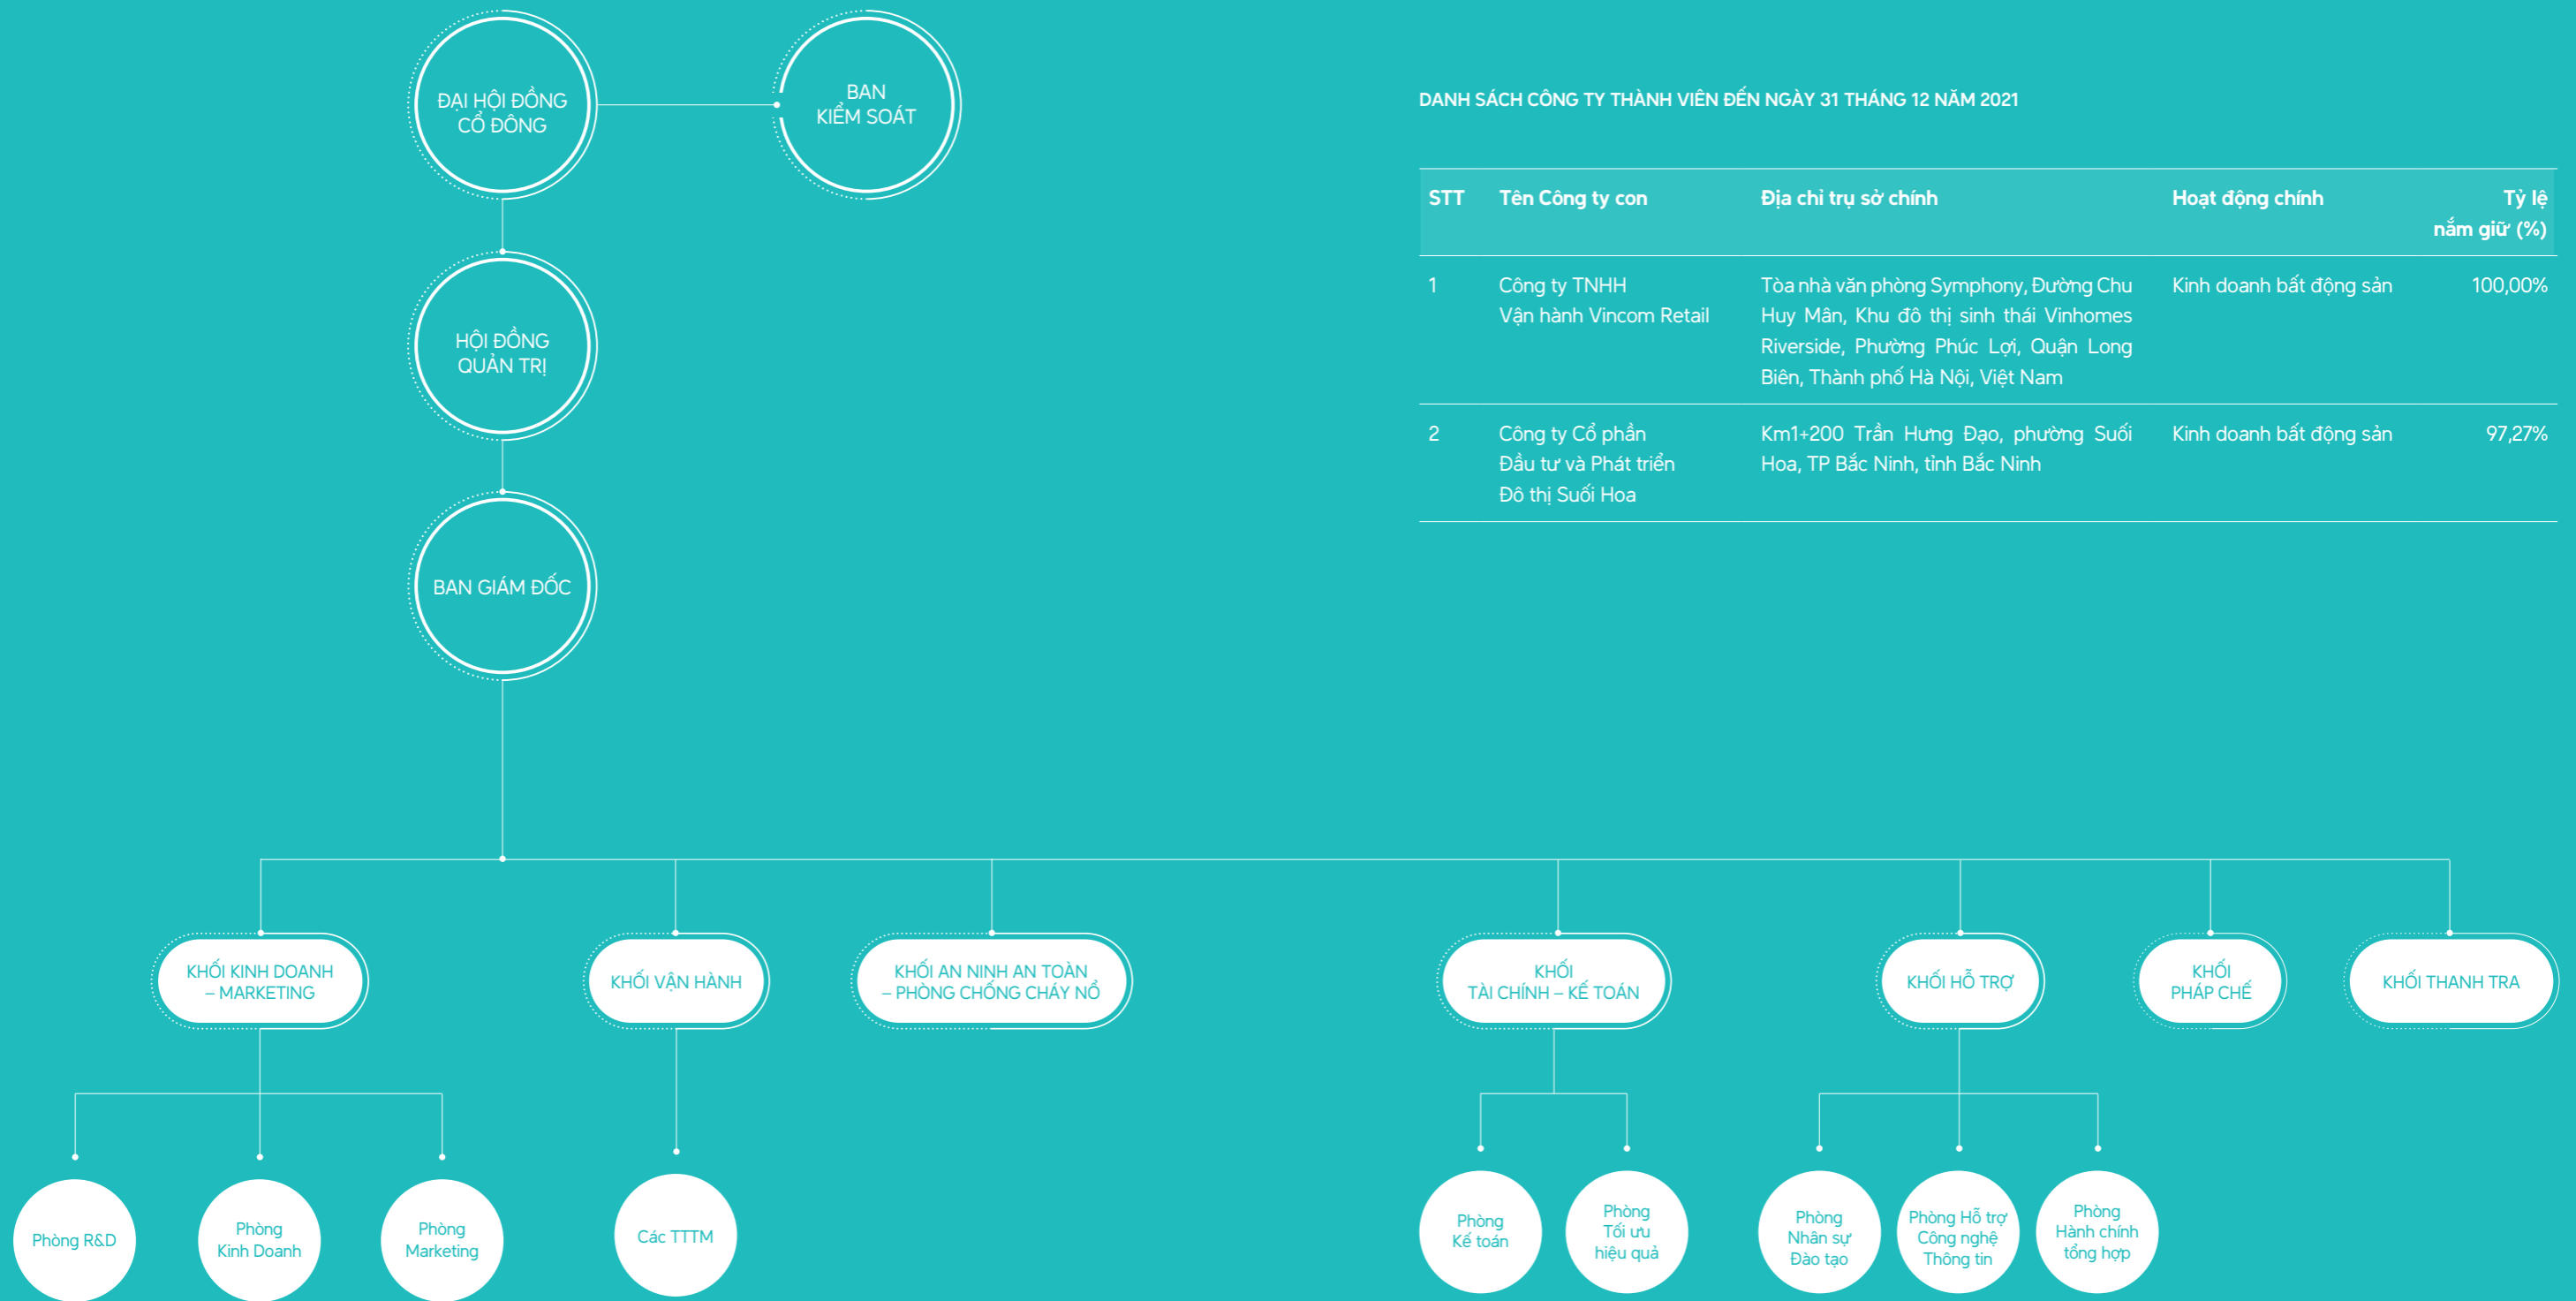 ĐẠI HỘI ĐỒNG
CỔ ĐÔNG
BAN
KIỂM SOÁT
HỘI ĐỒNG
QUẢN TRỊ
BAN GIÁM ĐỐC
DANH SÁCH CÔNG TY THÀNH VIÊN ĐẾN NGÀY 31 THÁNG 12 NĂM 2021
STT Tên Công ty con Địa chỉ trụ sở chính Hoạt động chính Tỷ lệ
nắm giữ (%)
1 Công ty TNHH Tòa nhà văn phòng Symphony, Đường Chu Kinh doanh bất động sản 100,00%
Vận hành Vincom Retail Huy Mân, Khu đô thị sinh thái Vinhomes
Riverside, Phường Phúc Lợi, Quận Long
Biên, Thành phố Hà Nội, Việt Nam
2 Công ty Cổ phần Km1+200 Trần Hưng Đạo, phường Suối Kinh doanh bất động sản 97,27%
Đầu tư và Phát triển Hoa, TP Bắc Ninh, tỉnh Bắc Ninh
Đô thị Suối Hoa
KHỐI KINH DOANH
– MARKETING
KHỐI VẬN HÀNH
KHỐI AN NINH AN TOÀN
– PHÒNG CHỐNG CHÁY NỔ
KHỐI
TÀI CHÍNH – KẾ TOÁN
KHỐI HỖ TRỢ
KHỐI
PHÁP CHẾ
KHỐI THANH TRA
Phòng R&D
Phòng
Kinh Doanh
Phòng
Marketing
Các TTTM
Phòng
Kế toán
Phòng
Tối ưu
hiệu quả
Phòng
Nhân sự
Đào tạo
Phòng Hỗ trợ
Công nghệ
Thông tin
Phòng
Hành chính
tổng hợp